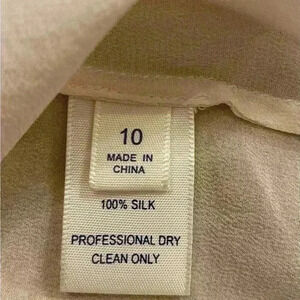 10
MADE IN
CHINA
100% SILK
PROFESSIONAL DRY
CLEAN ONLY